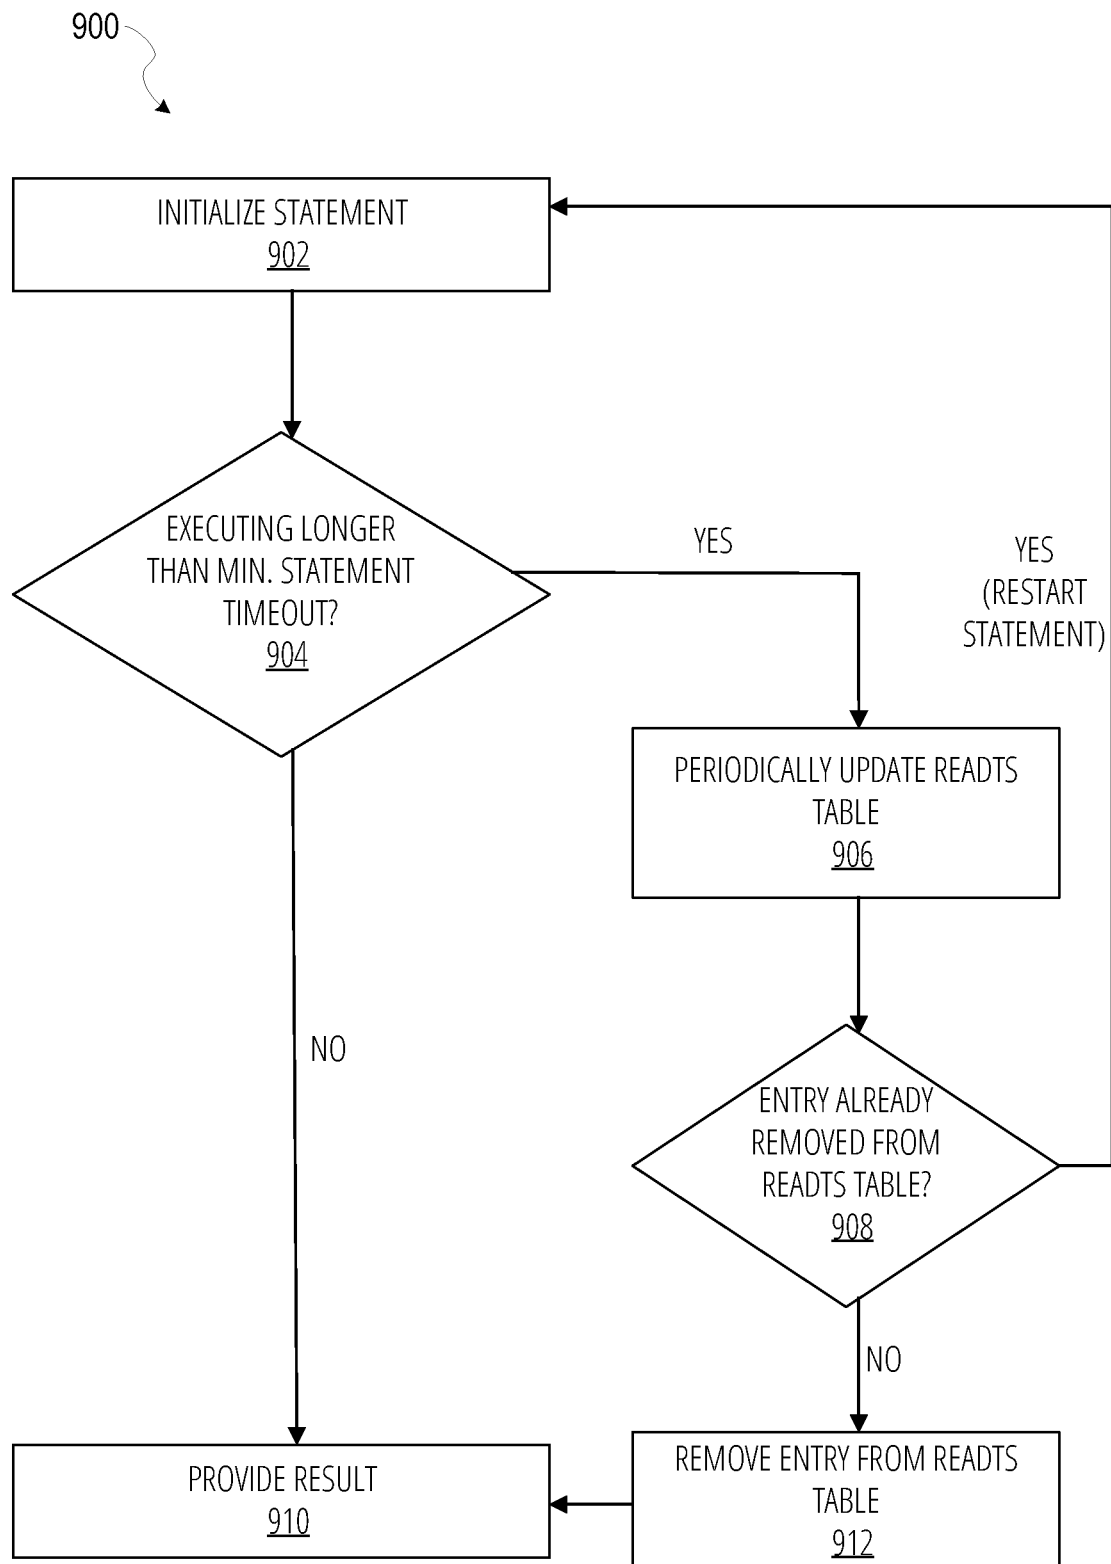 900
INITIALIZE STATEMENT
902
EXECUTING LONGER
THAN MIN. STATEMENT
TIMEOUT?
904
YES
YES
(RESTART
STATEMENT)
PERIODICALLY UPDATE READTS
TABLE
906
NO
ENTRY ALREADY
REMOVED FROM
READTS TABLE?
908
NO
PROVIDE RESULT
910
REMOVE ENTRY FROM READTS
TABLE
912